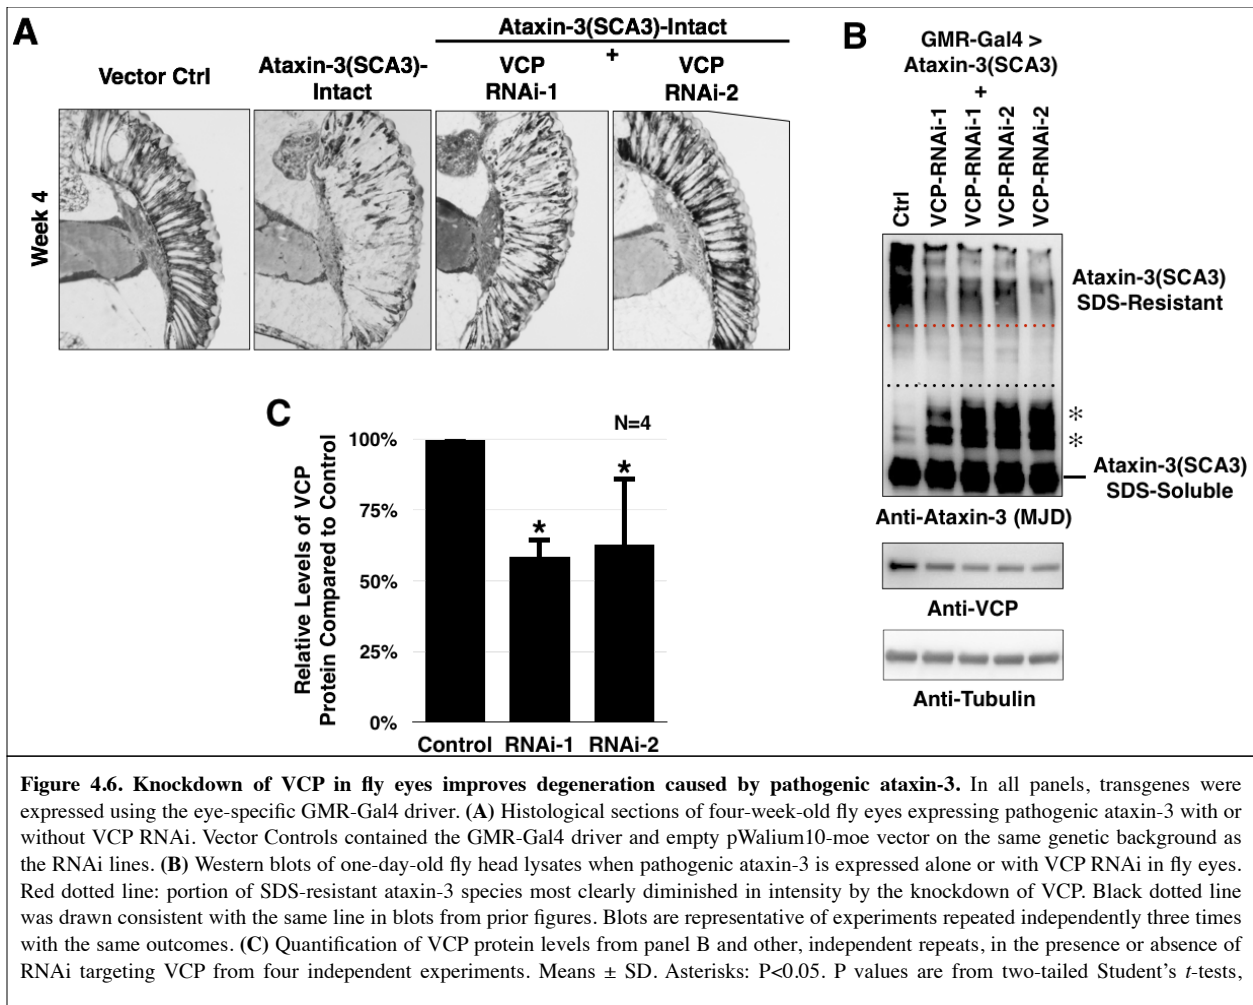 A
Vector Ctrl
Ataxin-3(SCA3)-
Intact
Ataxin-3(SCA3)-Intact
+
VCP
RNAi-1
VCP
RNAi-2
Week 4
B
GMR-Gal4 >
Ataxin-3(SCA3)
+
Ctrl
VCP-RNAi-1
VCP-RNAi-1
VCP-RNAi-2
VCP-RNAi-2
Ataxin-3(SCA3)
SDS-Resistant
*
*
Ataxin-3(SCA3)
SDS-Soluble
Anti-Ataxin-3 (MJD)
Anti-VCP
Anti-Tubulin
C
N=4
Relative Levels of VCP
Protein Compared to Control
100%
75%
50%
25%
0%
*
*
Control RNAi-1 RNAi-2
Figure 4.6. Knockdown of VCP in fly eyes improves degeneration caused by pathogenic ataxin-3. In all panels, transgenes were
expressed using the eye-specific GMR-Gal4 driver. (A) Histological sections of four-week-old fly eyes expressing pathogenic ataxin-3 with or
without VCP RNAi. Vector Controls contained the GMR-Gal4 driver and empty pWalium10-moe vector on the same genetic background as
the RNAi lines. (B) Western blots of one-day-old fly head lysates when pathogenic ataxin-3 is expressed alone or with VCP RNAi in fly eyes.
Red dotted line: portion of SDS-resistant ataxin-3 species most clearly diminished in intensity by the knockdown of VCP. Black dotted line
was drawn consistent with the same line in blots from prior figures. Blots are representative of experiments repeated independently three times
with the same outcomes. (C) Quantification of VCP protein levels from panel B and other, independent repeats, in the presence or absence of
RNAi targeting VCP from four independent experiments. Means ± SD. Asterisks: P<0.05. P values are from two-tailed Student's t-tests,